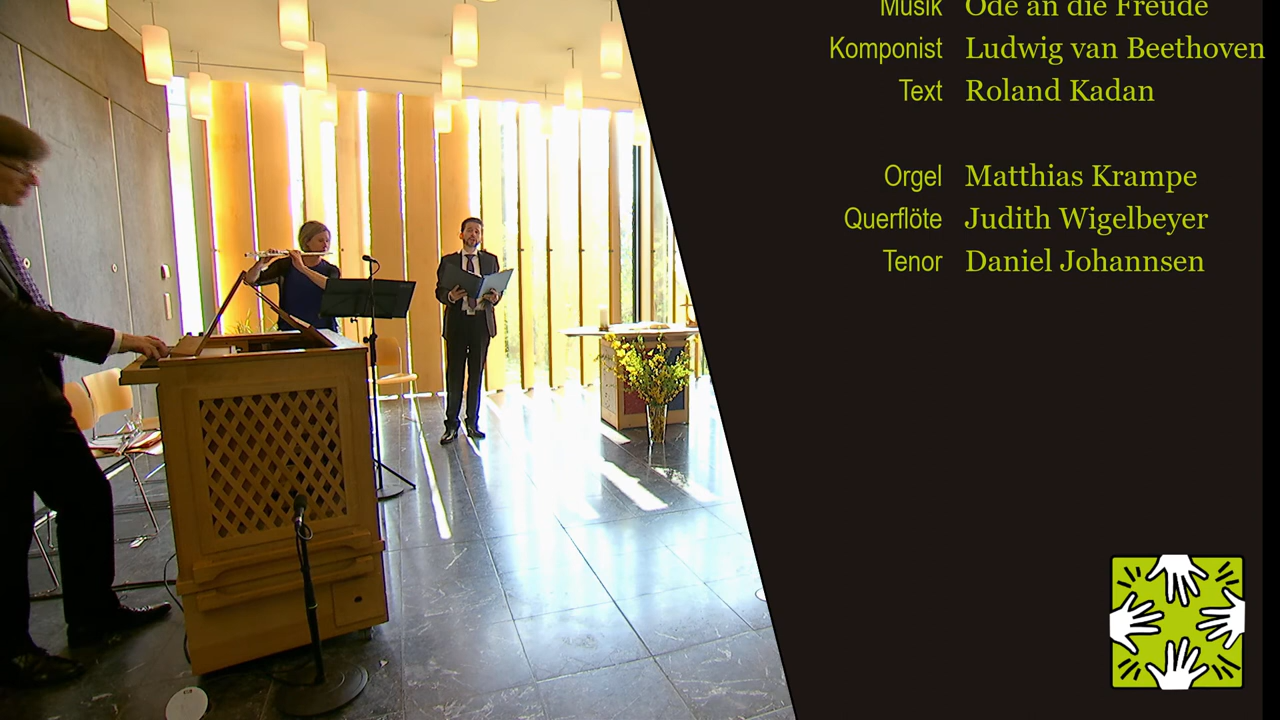 Musik Ode an die Freude
Komponist Ludwig van Beethoven
Text Roland Kadan
Orgel Matthias Krampe
Querflöte Judith Wigelbeyer
Tenor Daniel Johannsen